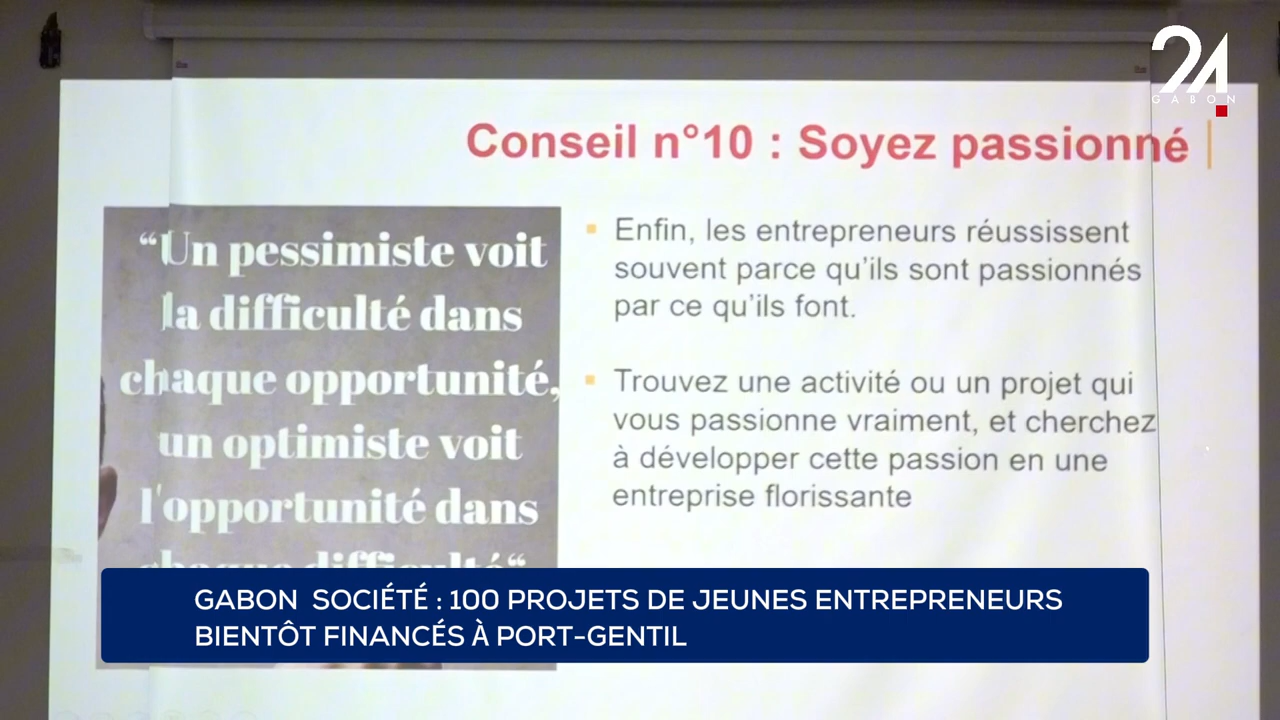 24
GABON
Conseil n°10 : Soyez passionné
“Un pessimiste voit
la difficulté dans
chaque opportunité,
un optimiste voit
l'opportunité dans
chaque difficulté“
Enfin, les entrepreneurs réussissent
souvent parce qu’ils sont passionnés
par ce qu’ils font.
Trouvez une activité ou un projet qui
vous passionne vraiment, et cherchez
à développer cette passion en une
entreprise florissante
GABON SOCIÉTÉ : 100 PROJETS DE JEUNES ENTREPRENEURS
BIENTÔT FINANCÉS À PORT-GENTIL